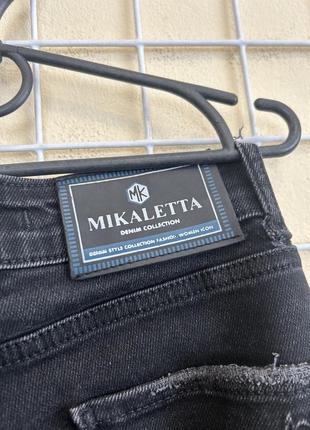 MK
MIKALETTA
DENIM COLLECTION
DENIM STYLE COLLECTION FASHION WOMEN ICON